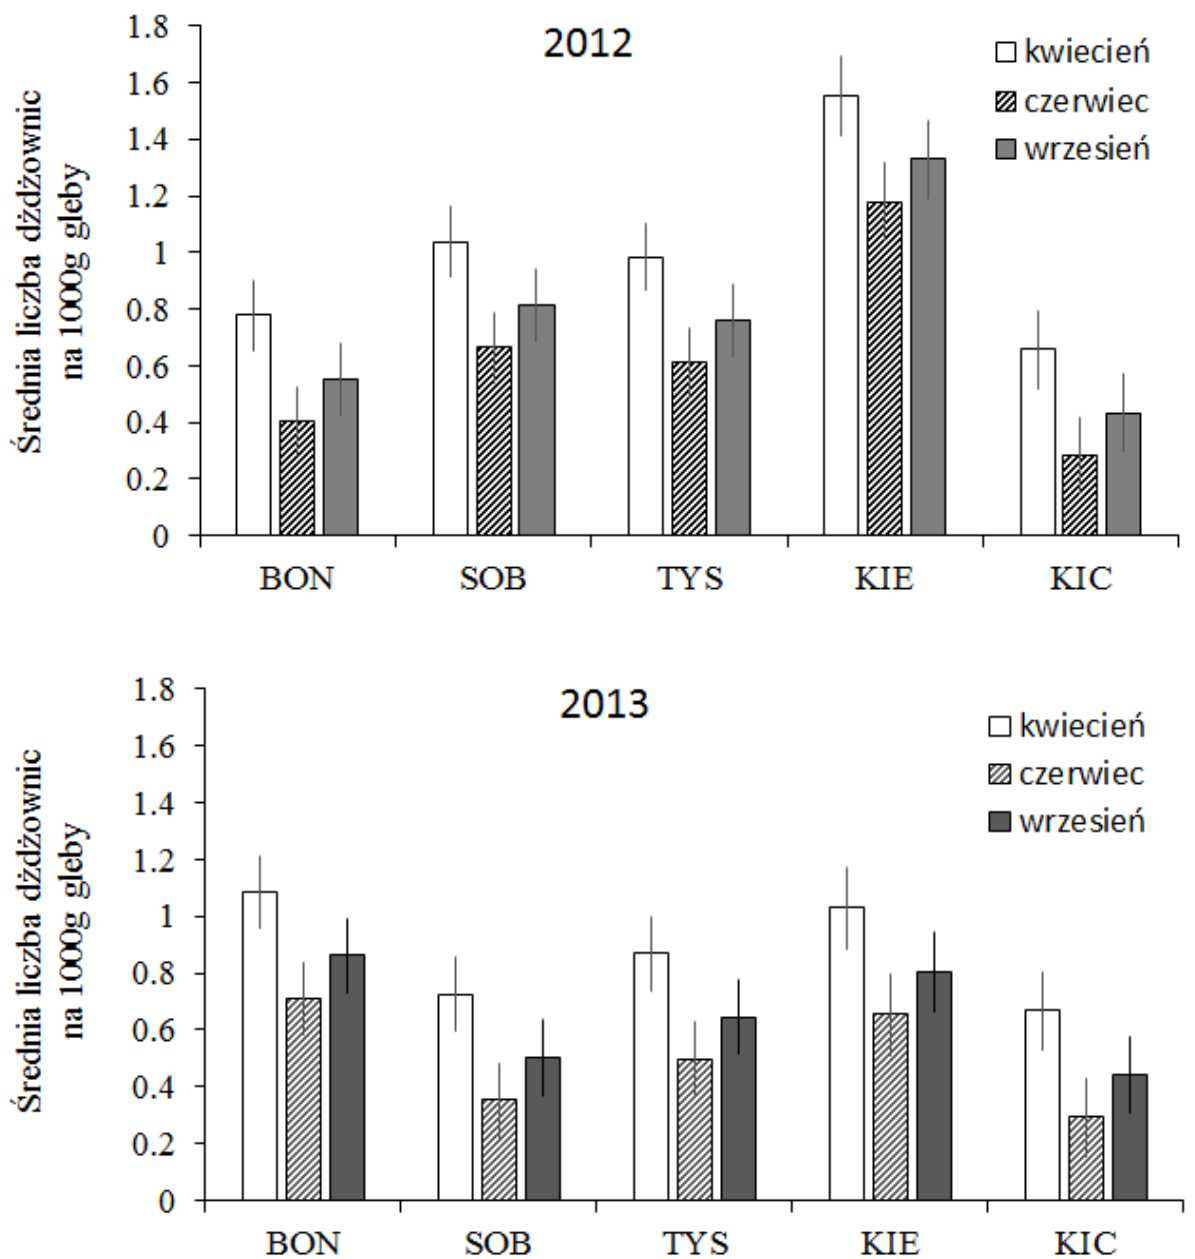 2012
Średnia liczba dżdżownic
na 1000g gleby
1.8
1.6
1.4
1.2
1
0.8
0.6
0.4
0.2
0
kwiecień
czerwiec
wrzesień
BON SOB TYS KIE KIC
2013
Średnia liczba dżdżownic
na 1000g gleby
1.8
1.6
1.4
1.2
1
0.8
0.6
0.4
0.2
0
kwiecień
czerwiec
wrzesień
BON SOB TYS KIE KIC